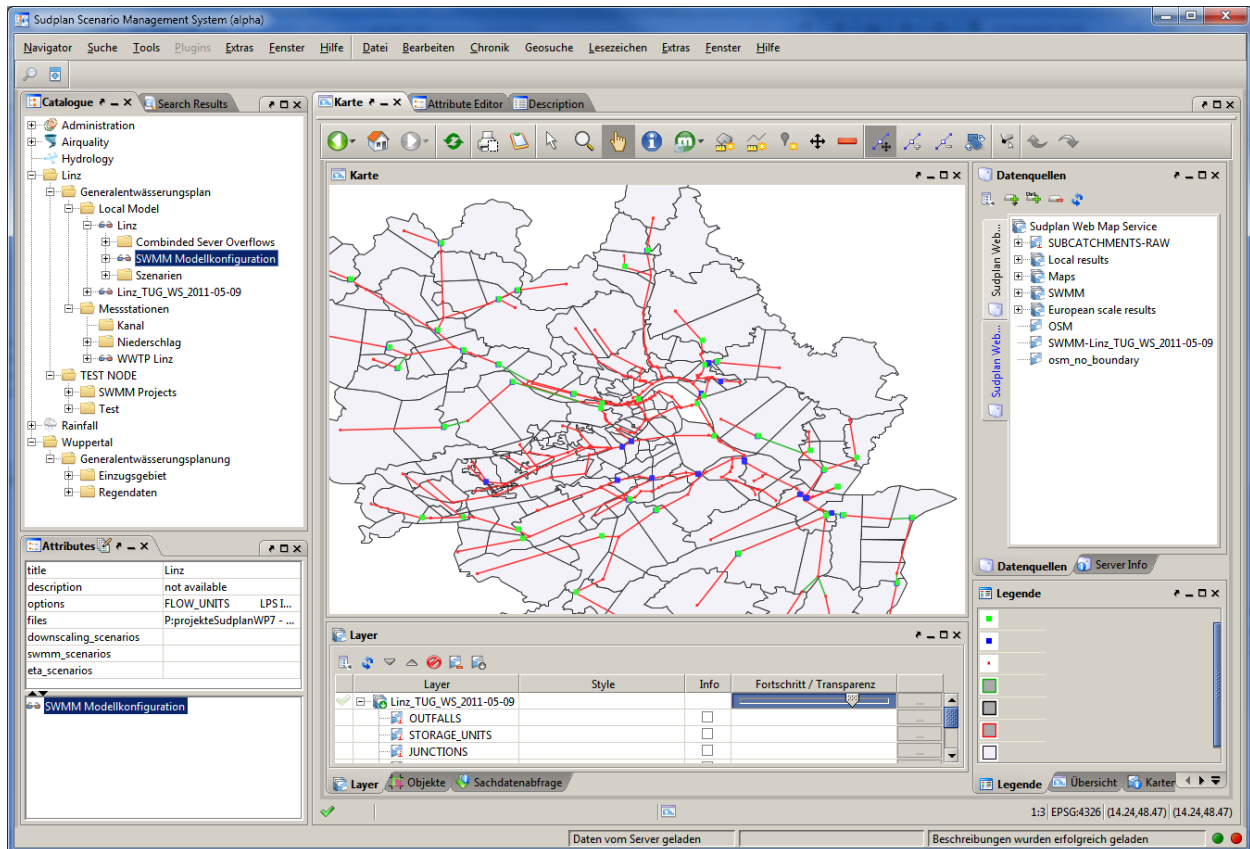 Sudplan Scenario Management System (alpha)
Navigator Suche Tools Plugins Extras Fenster Hilfe Datei Bearbeiten Chronik Geosuche Lesezeichen Extras Fenster Hilfe
Catalogue
Search Results
Administration
Airquality
Hydrology
Linz
Generalentwässerungsplan
Local Model
Linz
Combinded Sever Overflows
SWMM Modellkonfiguration
Szenarien
Linz_TUG_WS_2011-05-09
Messstationen
Kanal
Niederschlag
WWTP Linz
TEST NODE
SWMM Projects
Test
Rainfall
Wuppertal
Generalentwässerungsplanung
Einzugsgebiet
Regendaten
Attributes
title Linz
description not available
options FLOW_UNITS LPS I...
files P:projekteSudplanWP7 - ...
downscaling_scenarios
swmm_scenarios
eta_scenarios
SWMM Modellkonfiguration
Karte Attribute Editor Description
Karte
Layer
Layer Style Info Fortschritt / Transparenz
Linz_TUG_WS_2011-05-09 ...
OUTFALLS ...
STORAGE_UNITS ...
JUNCTIONS ...
Layer Objekte Sachdatenabfrage
Datenquellen
Sudplan Web...
Sudplan Web...
Sudplan Web Map Service
SUBCATCHMENTS-RAW
Local results
Maps
SWMM
European scale results
OSM
SWMM-Linz_TUG_WS_2011-05-09
osm_no_boundary
Datenquellen Server Info
Legende
Legende Übersicht Karter
1:3 EPSG:4326 (14.24,48.47) (14.24,48.47)
Daten vom Server geladen Beschreibungen wurden erfolgreich geladen